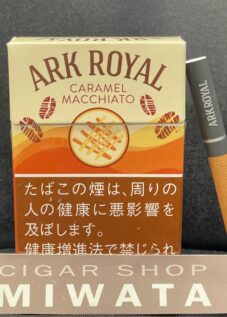 ARK ROYAL
CARAMEL
MACCHIATO
ARK ROYAL
たばこの煙は、周りの
人の健康に悪影響を
及ぼします。
健康増進法で禁じられ
CIGAR SHOP
MIWATA